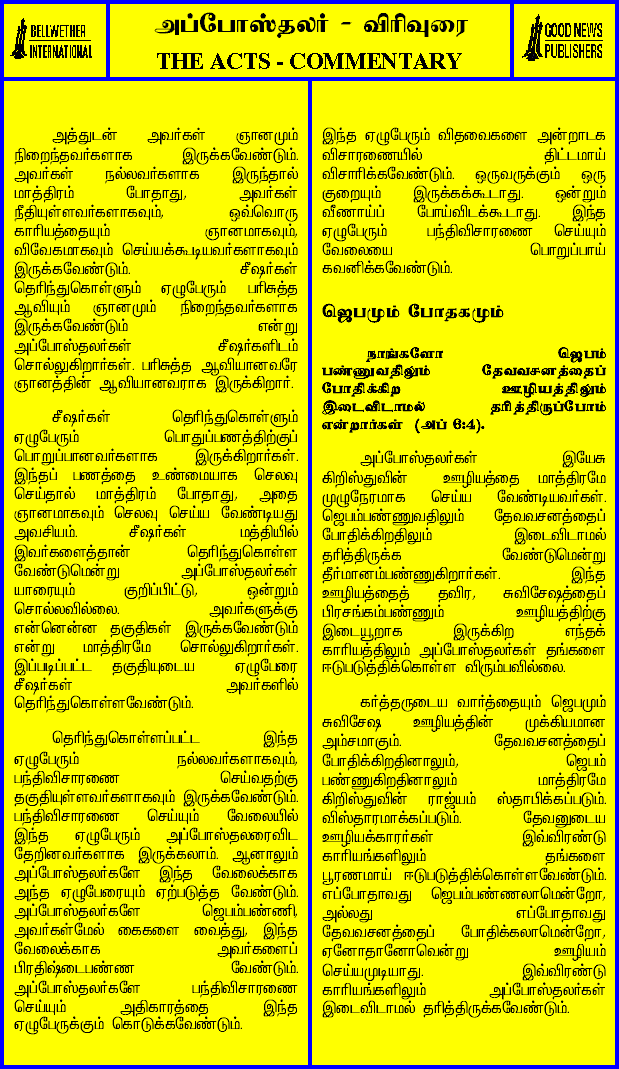 BELLWETHER
INTERNATIONAL
அப்போஸ்தலர் - விரிவுரை
THE ACTS - COMMENTARY
GOOD NEWS
PUBLISHERS
அத்துடன் அவர்கள் ஞானமும்
நிறைந்தவர்களாக இருக்கவேண்டும்.
அவர்கள் நல்லவர்களாக இருந்தால்
மாத்திரம் போதாது, அவர்கள்
நீதியுள்ளவர்களாகவும், ஒவ்வொரு
காரியத்தையும் ஞானமாகவும்,
விவேகமாகவும் செய்யக்கூடியவர்களாகவும்
இருக்கவேண்டும். சீஷர்கள்
தெரிந்துகொள்ளும் ஏழுபேரும் பரிசுத்த
ஆவியும் ஞானமும் நிறைந்தவர்களாக
இருக்கவேண்டும் என்று
அப்போஸ்தலர்கள் சீஷர்களிடம்
சொல்லுகிறார்கள். பரிசுத்த ஆவியானவரே
ஞானத்தின் ஆவியானவராக இருக்கிறார்.
சீஷர்கள் தெரிந்துகொள்ளும்
ஏழுபேரும் பொதுப்பணத்திற்குப்
பொறுப்பானவர்களாக இருக்கிறார்கள்.
இந்தப் பணத்தை உண்மையாக செலவு
செய்தால் மாத்திரம் போதாது, அதை
ஞானமாகவும் செலவு செய்ய வேண்டியது
அவசியம். சீஷர்கள் மத்தியில்
இவர்களைத்தான் தெரிந்துகொள்ள
வேண்டுமென்று அப்போஸ்தலர்கள்
யாரையும் குறிப்பிட்டு, ஒன்றும்
சொல்லவில்லை. அவர்களுக்கு
என்னென்ன தகுதிகள் இருக்கவேண்டும்
என்று மாத்திரமே சொல்லுகிறார்கள்.
இப்படிப்பட்ட தகுதியுடைய ஏழுபேரை
சீஷர்கள் அவர்களில்
தெரிந்துகொள்ளவேண்டும்.
தெரிந்துகொள்ளப்பட்ட இந்த
ஏழுபேரும் நல்லவர்களாகவும்,
பந்திவிசாரணை செய்வதற்கு
தகுதியுள்ளவர்களாகவும் இருக்கவேண்டும்.
பந்திவிசாரணை செய்யும் வேலையில்
இந்த ஏழுபேரும் அப்போஸ்தலரைவிட
தேறினவர்களாக இருக்கலாம். ஆனாலும்
அப்போஸ்தலர்களே இந்த வேலைக்காக
அந்த ஏழுபேரையும் ஏற்படுத்த வேண்டும்.
அப்போஸ்தலர்களே ஜெபம்பண்ணி,
அவர்கள்மேல் கைகளை வைத்து, இந்த
வேலைக்காக அவர்களைப்
பிரதிஷ்டைபண்ண வேண்டும்.
அப்போஸ்தலர்களே பந்திவிசாரணை
செய்யும் அதிகாரத்தை இந்த
ஏழுபேருக்கும் கொடுக்கவேண்டும்.
இந்த ஏழுபேரும் விதவைகளை அன்றாடக
விசாரணையில் திட்டமாய்
விசாரிக்கவேண்டும். ஒருவருக்கும் ஒரு
குறையும் இருக்கக்கூடாது. ஒன்றும்
வீணாய்ப் போய்விடக்கூடாது. இந்த
ஏழுபேரும் பந்திவிசாரணை செய்யும்
வேலையை பொறுப்பாய்
கவனிக்கவேண்டும்.
ஜெபமும் போதகமும்
நாங்களோ ஜெபம்
பண்ணுவதிலும் தேவவசனத்தைப்
போதிக்கிற ஊழியத்திலும்
இடைவிடாமல் தரித்திருப்போம்
என்றார்கள் (அப் 6:4).
அப்போஸ்தலர்கள் இயேசு
கிறிஸ்துவின் ஊழியத்தை மாத்திரமே
முழுநேரமாக செய்ய வேண்டியவர்கள்.
ஜெபம்பண்ணுவதிலும் தேவவசனத்தைப்
போதிக்கிறதிலும் இடைவிடாமல்
தரித்திருக்க வேண்டுமென்று
தீர்மானம்பண்ணுகிறார்கள். இந்த
ஊழியத்தைத் தவிர, சுவிசேஷத்தைப்
பிரசங்கம்பண்ணும் ஊழியத்திற்கு
இடையூறாக இருக்கிற எந்தக்
காரியத்திலும் அப்போஸ்தலர்கள் தங்களை
ஈடுபடுத்திக்கொள்ள விரும்பவில்லை.
கர்த்தருடைய வார்த்தையும் ஜெபமும்
சுவிசேஷ ஊழியத்தின் முக்கியமான
அம்சமாகும். தேவவசனத்தைப்
போதிக்கிறதினாலும், ஜெபம்
பண்ணுகிறதினாலும் மாத்திரமே
கிறிஸ்துவின் ராஜ்யம் ஸ்தாபிக்கப்படும்.
விஸ்தாரமாக்கப்படும். தேவனுடைய
ஊழியக்காரர்கள் இவ்விரண்டு
காரியங்களிலும் தங்களை
பூரணமாய் ஈடுபடுத்திக்கொள்ளவேண்டும்.
எப்போதாவது ஜெபம்பண்ணலாமென்றோ,
அல்லது எப்போதாவது
தேவவசனத்தைப் போதிக்கலாமென்றோ,
ஏனோதானோவென்று ஊழியம்
செய்யமுடியாது. இவ்விரண்டு
காரியங்களிலும் அப்போஸ்தலர்கள்
இடைவிடாமல் தரித்திருக்கவேண்டும்.